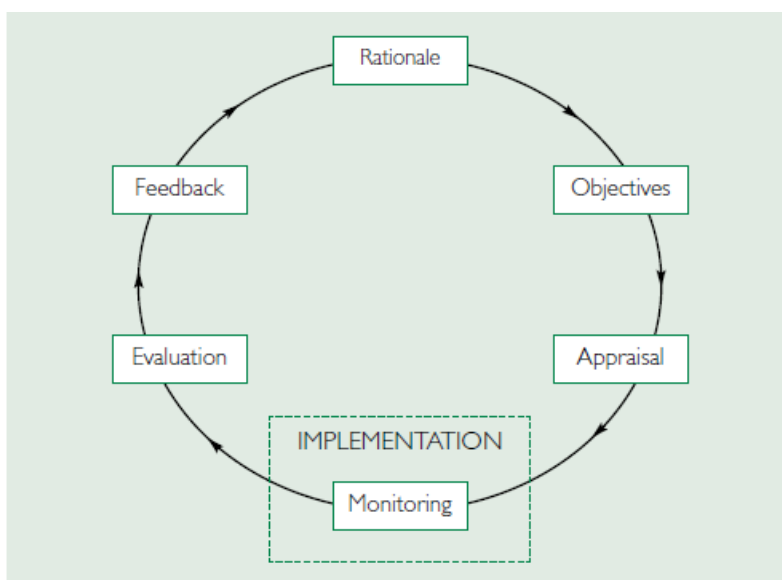 Rationale
Objectives
Appraisal
IMPLEMENTATION
Monitoring
Evaluation
Feedback